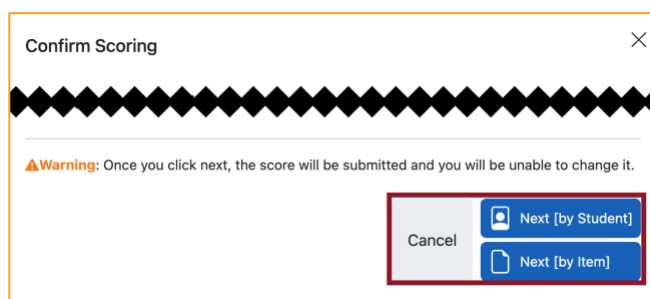 Confirm Scoring
Warning: Once you click next, the score will be submitted and you will be unable to change it.
Cancel
Next [by Student]
Next [by Item]